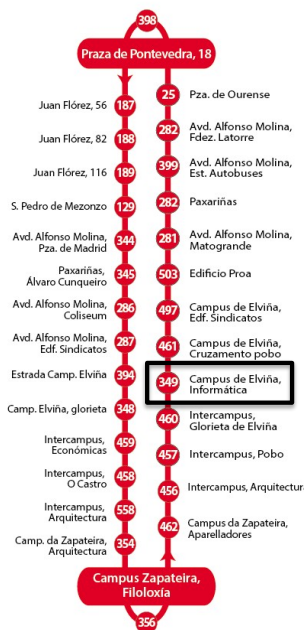 398
Praza de Pontevedra, 18
Juan Flórez, 56
187
Juan Flórez, 82
188
Juan Flórez, 116
189
S. Pedro de Mezonzo
129
Avd. Alfonso Molina,
Pza. de Madrid
344
Paxariñas,
Álvaro Cunqueiro
345
Avd. Alfonso Molina,
Coliseum
286
Avd. Alfonso Molina,
Edf. Sindicatos
287
Estrada Camp. Elviña
394
Camp. Elviña, glorieta
348
Intercampus,
Económicas
459
Intercampus,
O Castro
458
Intercampus,
Arquitectura
558
Camp. da Zapateira,
Arquitectura
354
25
Pza. de Ourense
282
Avd. Alfonso Molina,
Fdez. Latorre
399
Avd. Alfonso Molina,
Est. Autobuses
282
Paxariñas
281
Avd. Alfonso Molina,
Matogrande
503
Edificio Proa
497
Campus de Elviña,
Edf. Sindicatos
461
Campus de Elviña,
Cruzamento pobo
349
Campus de Elviña,
Informática
460
Intercampus,
Glorieta de Elviña
457
Intercampus, Pobo
456
Intercampus, Arquitectura
462
Campus da Zapateira,
Aparelladores
Campus Zapateira,
Filoloxía
356